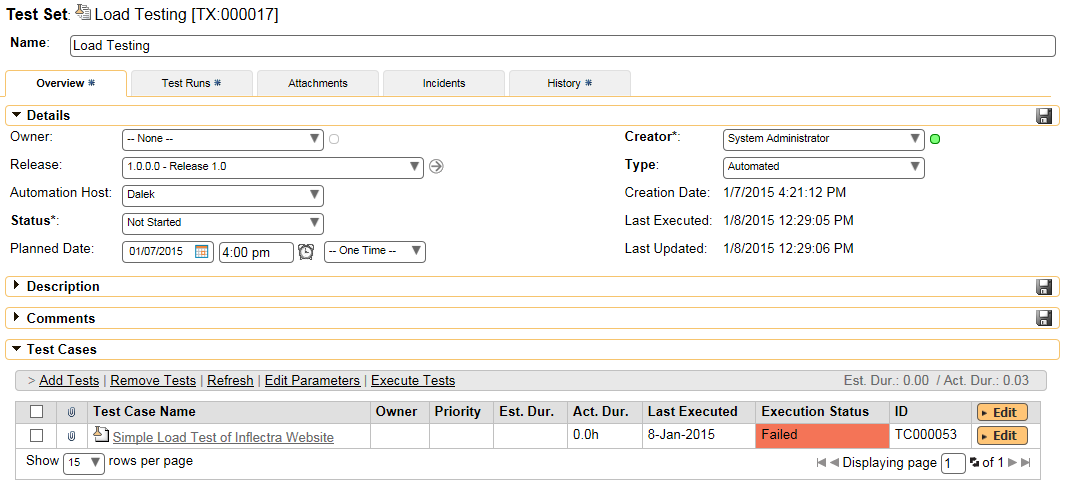 Test Set: Load Testing [TX:000017]
Name: Load Testing
Overview * Test Runs * Attachments Incidents History *
Details
Owner: -- None -- Creator*: System Administrator
Release: 1.0.0.0 - Release 1.0 Type: Automated
Automation Host: Dalek Creation Date: 1/7/2015 4:21:12 PM
Status*: Not Started Last Executed: 1/8/2015 12:29:05 PM
Planned Date: 01/07/2015 4:00 pm -- One Time -- Last Updated: 1/8/2015 12:29:06 PM
Description
Comments
Test Cases
> Add Tests | Remove Tests | Refresh | Edit Parameters | Execute Tests Est. Dur.: 0.00 / Act. Dur.: 0.03
Test Case Name Owner Priority Est. Dur. Act. Dur. Last Executed Execution Status ID Edit
Simple Load Test of Inflectra Website 0.0h 8-Jan-2015 Failed TC000053 Edit
Show 15 rows per page Displaying page 1 of 1